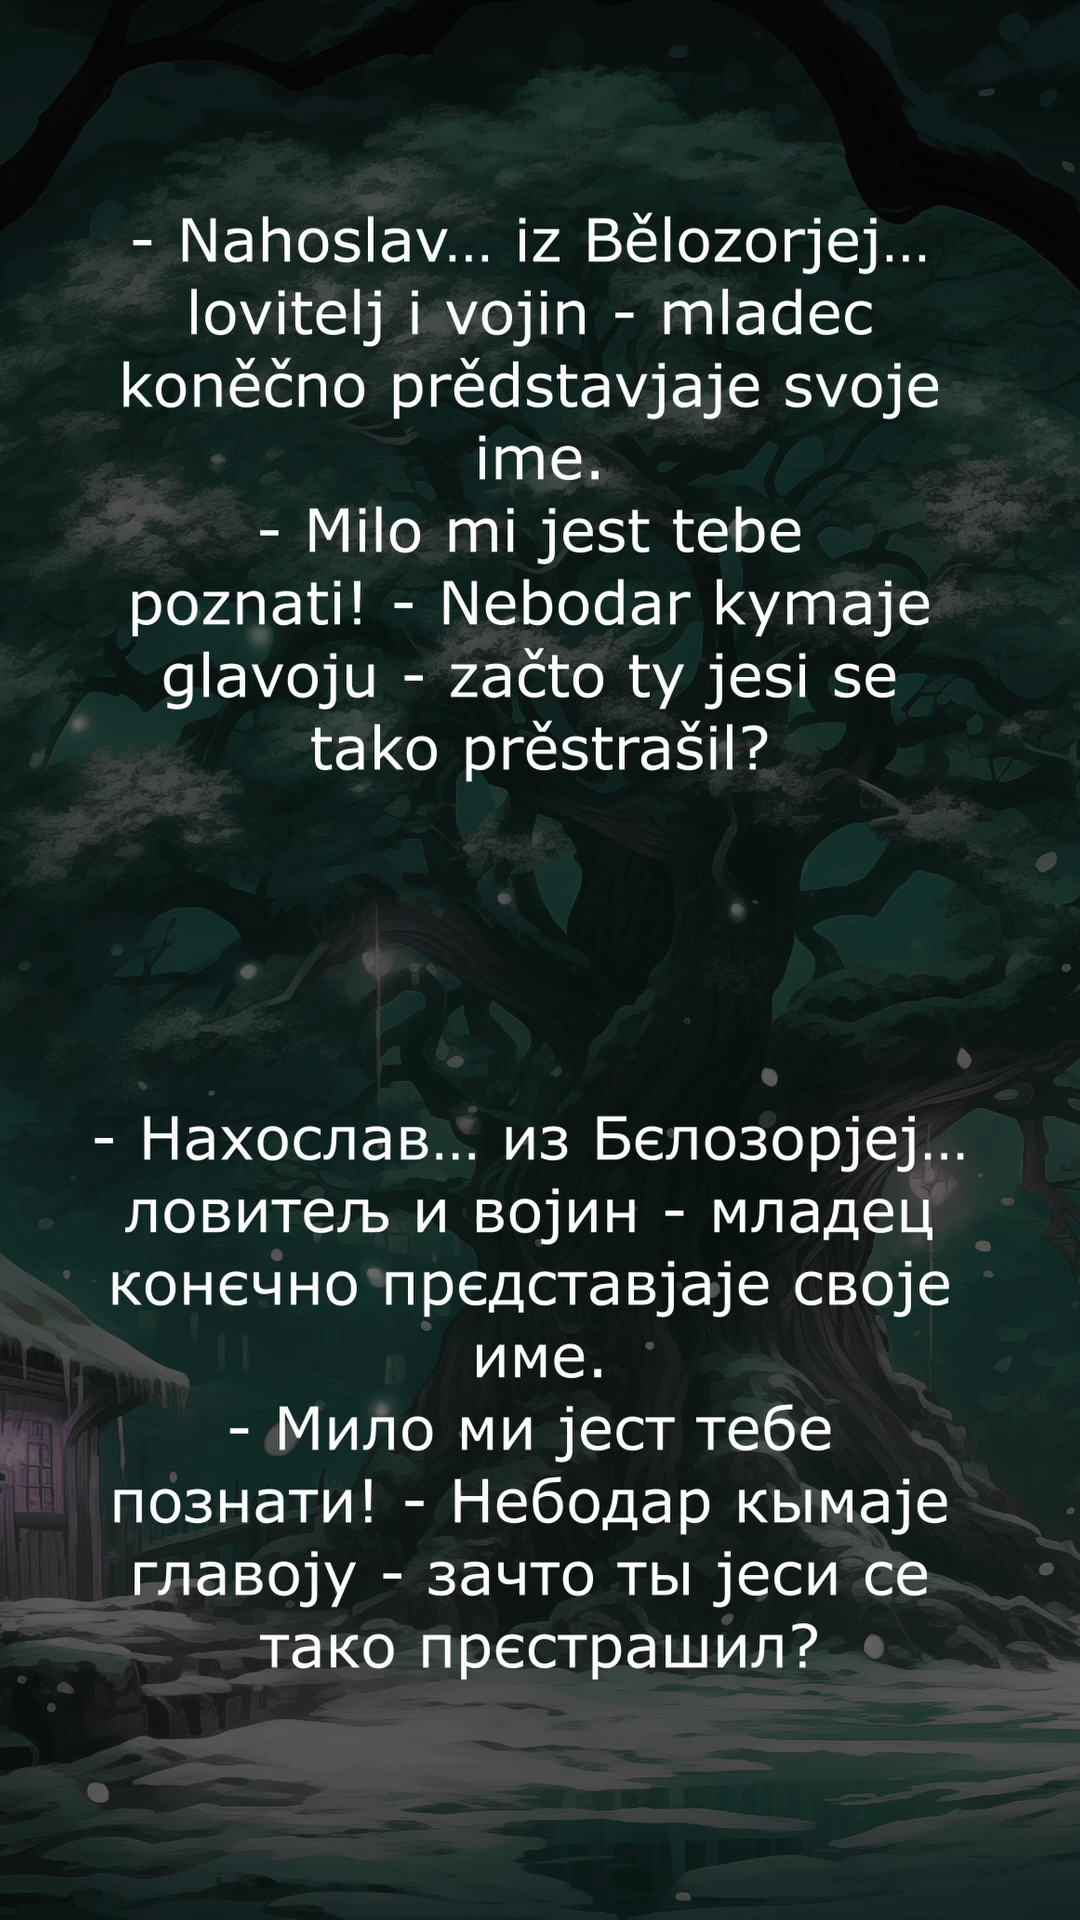 - Nahoslav... iz Bělozorjej...
lovitelj i vojin - mladec
koněčno prědstavjaje svoje
ime.
- Milo mi jest tebe
poznati! - Nebodar kymaje
glavoju - začto ty jesi se
tako prěstrašil?
- Нахослав... из Бєлозорјеј...
ловитељ и војин - младец
конєчно прєдставјаје своје
име.
- Мило ми јест тебе
познати! - Небодар кымаје
главоју - зачто ты јеси се
тако прєстрашил?